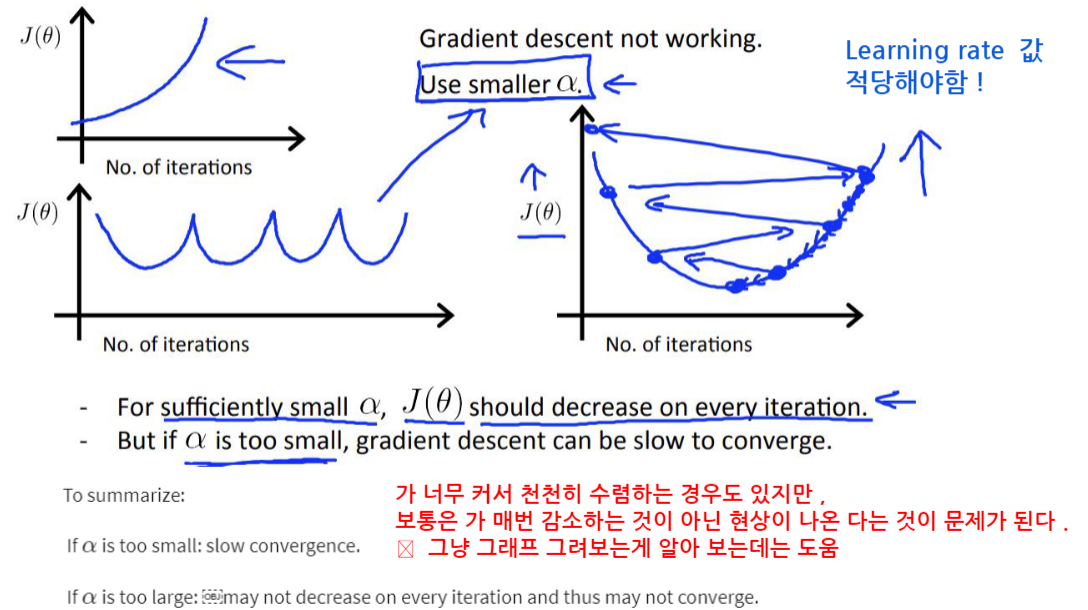 J(θ)
No. of iterations
Gradient descent not working.
Use smaller α.
Learning rate 값
적당해야함 !
J(θ)
No. of iterations
J(θ)
No. of iterations
- For sufficiently small α, J(θ) should decrease on every iteration.
- But if α is too small, gradient descent can be slow to converge.
To summarize:
If α is too small: slow convergence.
If α is too large: may not decrease on every iteration and thus may not converge.
가 너무 커서 천천히 수렴하는 경우도 있지만 ,
보통은 가 매번 감소하는 것이 아닌 현상이 나온 다는 것이 문제가 된다 .
그냥 그래프 그려보는게 알아 보는데는 도움